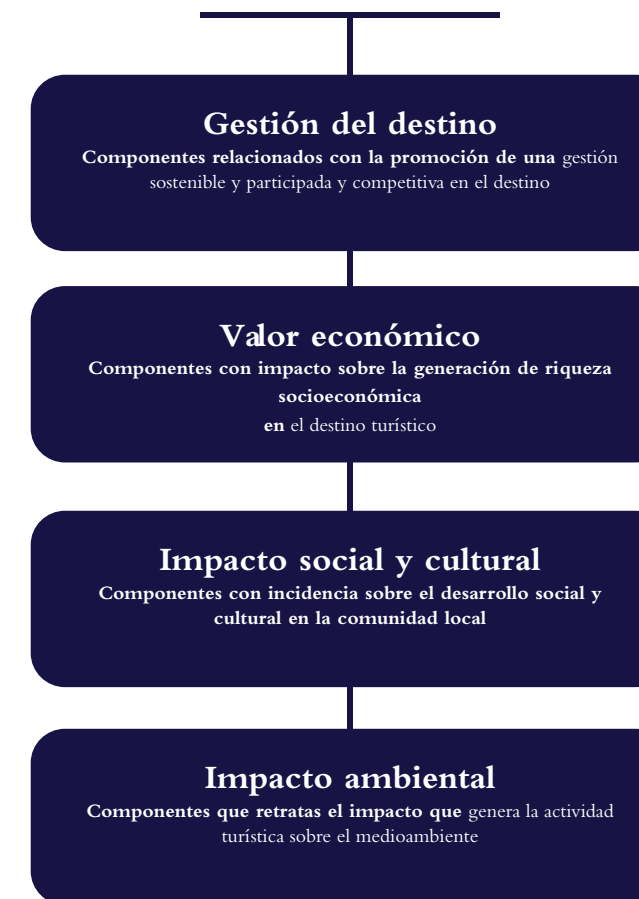 Gestión del destino
Componentes relacionados con la promoción de una gestión
sostenible y participada y competitiva en el destino
Valor económico
Componentes con impacto sobre la generación de riqueza
socioeconómica
en el destino turístico
Impacto social y cultural
Componentes con incidencia sobre el desarrollo social y
cultural en la comunidad local
Impacto ambiental
Componentes que retratas el impacto que genera la actividad
turística sobre el medioambiente